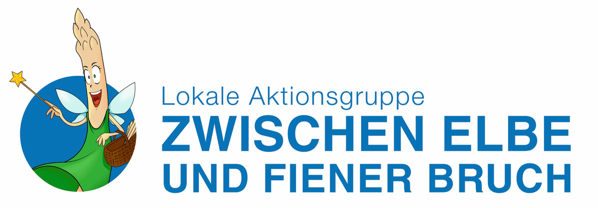 Lokale Aktionsgruppe
ZWISCHEN ELBE
UND FIENER BRUCH